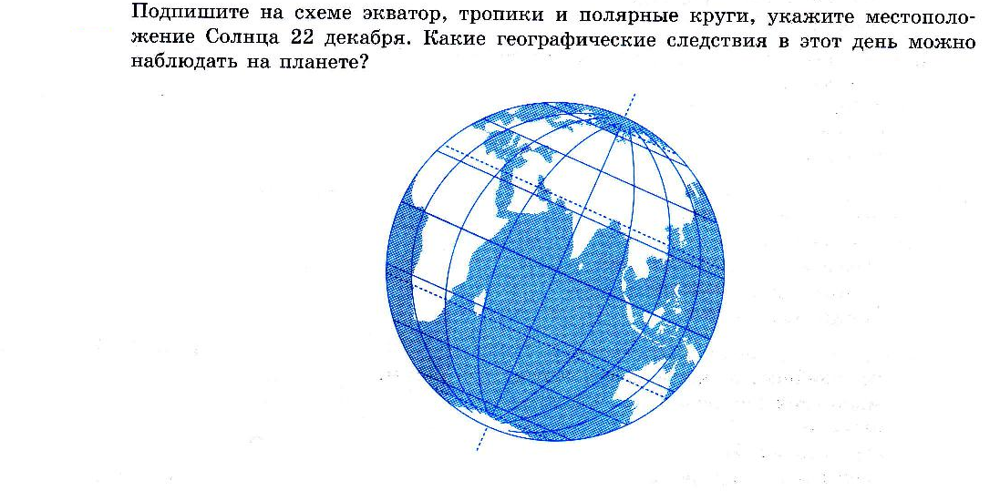 Подпишите на схеме экватор, тропики и полярные круги, укажите местополо-
жение Солнца 22 декабря. Какие географические следствия в этот день можно
наблюдать на планете?